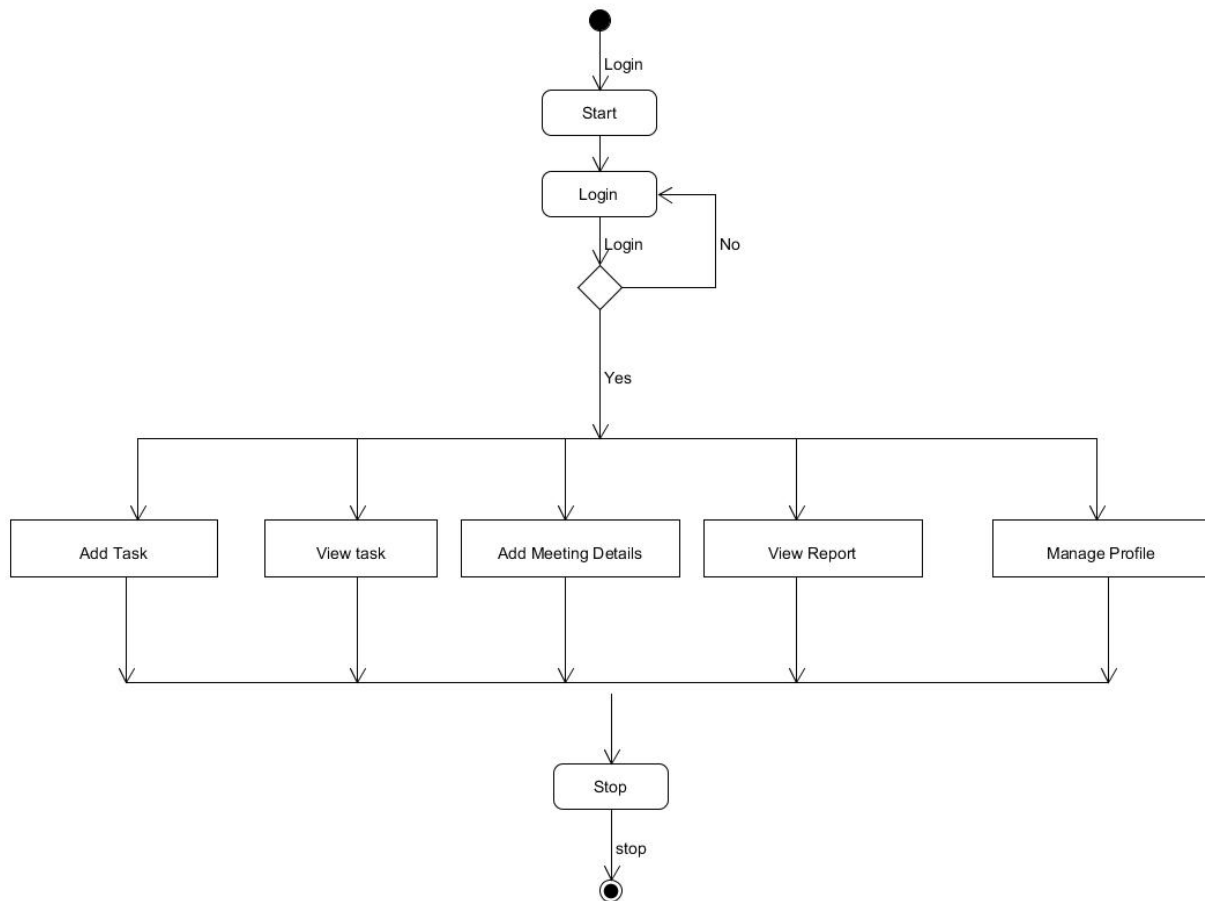 Login
Start
Login
Login
No
Yes
Add Task
View task
Add Meeting Details
View Report
Manage Profile
Stop
stop